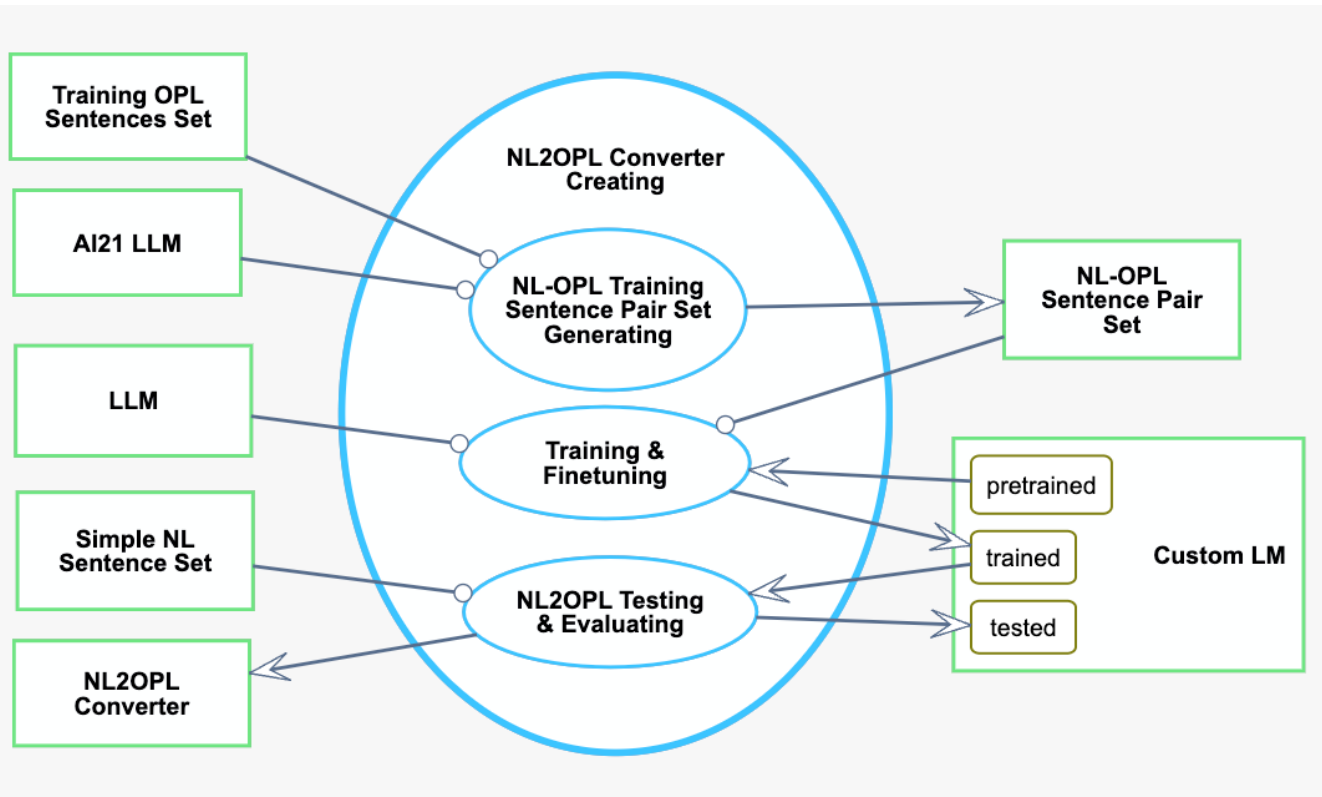 Training OPL
Sentences Set
AI21 LLM
LLM
Simple NL
Sentence Set
NL2OPL
Converter
NL2OPL Converter
Creating
NL-OPL Training
Sentence Pair Set
Generating
Training &
Finetuning
NL2OPL Testing
& Evaluating
NL-OPL
Sentence Pair
Set
pretrained
trained
tested
Custom LM